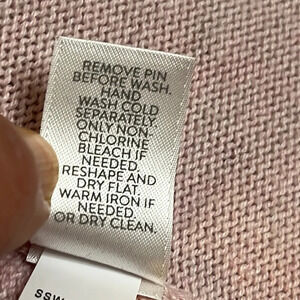 REMOVE PIN
BEFORE WASH.
HAND
WASH COLD
SEPARATELY.
ONLY NON-
CHLORINE
BLEACH IF
NEEDED.
RESHAPE AND
DRY FLAT.
WARM IRON IF
NEEDED.
OR DRY CLEAN.
SSW